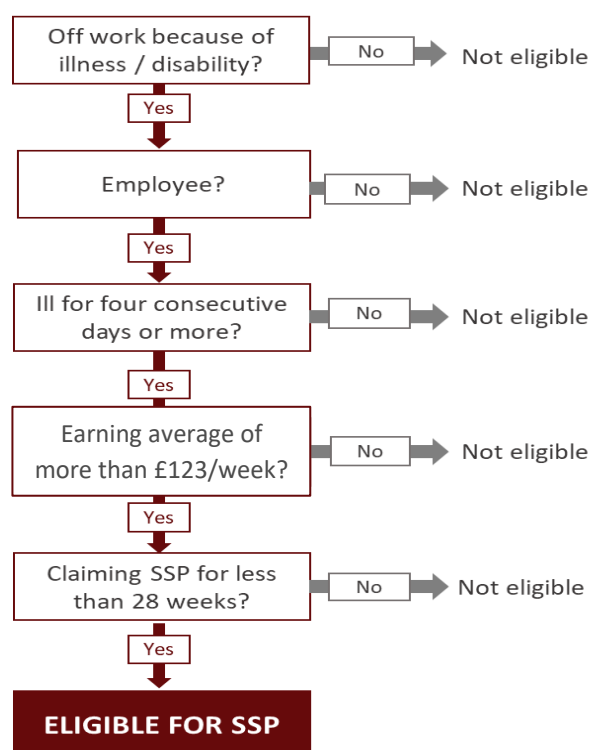 Off work because of
illness / disability?
No
Not eligible
Yes
Employee?
No
Not eligible
Yes
Ill for four consecutive
days or more?
No
Not eligible
Yes
Earning average of
more than £123/week?
No
Not eligible
Yes
Claiming SSP for less
than 28 weeks?
No
Not eligible
Yes
ELIGIBLE FOR SSP